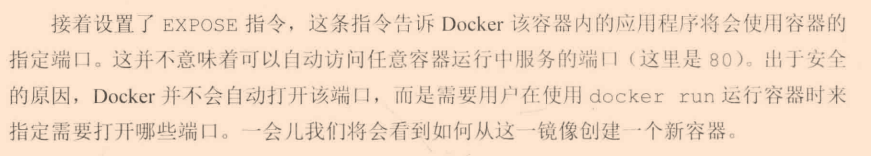 接着设置了 EXPOSE 指令，这条指令告诉 Docker 该容器内的应用程序将会使用容器的
指定端口。这并不意味着可以自动访问任意容器运行中服务的端口（这里是 80）。出于安全
的原因，Docker 并不会自动打开该端口，而是需要用户在使用 docker run 运行容器时来
指定需要打开哪些端口。一会儿我们将会看到如何从这一镜像创建一个新容器。